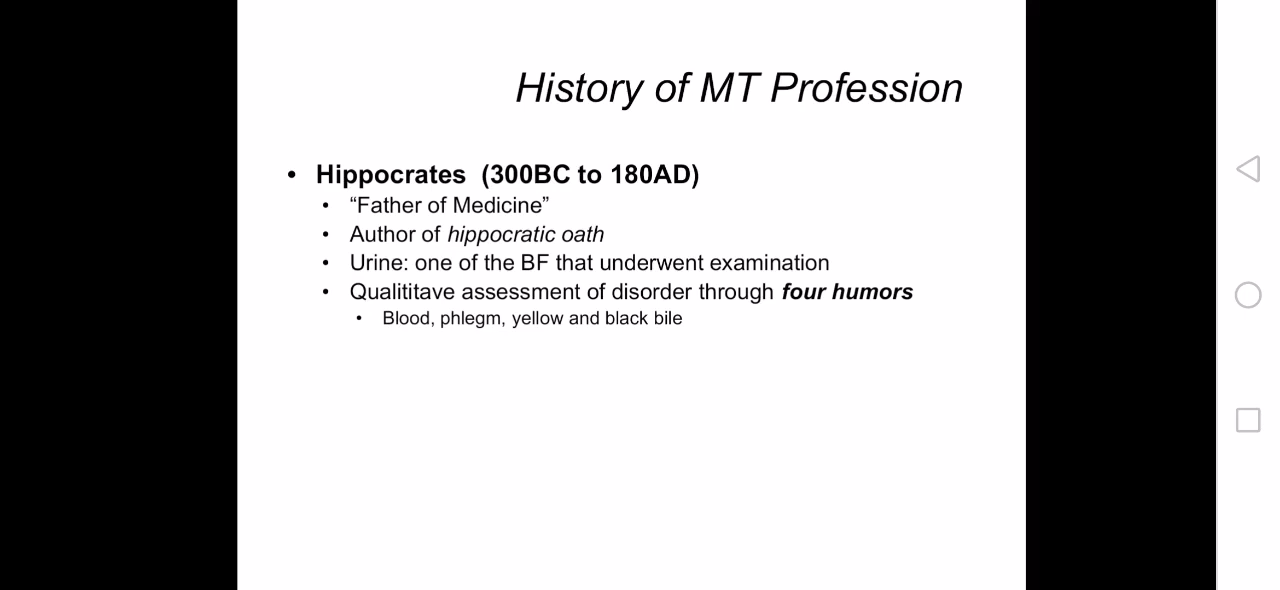 History of MT Profession
• Hippocrates (300BC to 180AD)
• “Father of Medicine”
• Author of hippocratic oath
• Urine: one of the BF that underwent examination
• Qualititave assessment of disorder through four humors
• Blood, phlegm, yellow and black bile